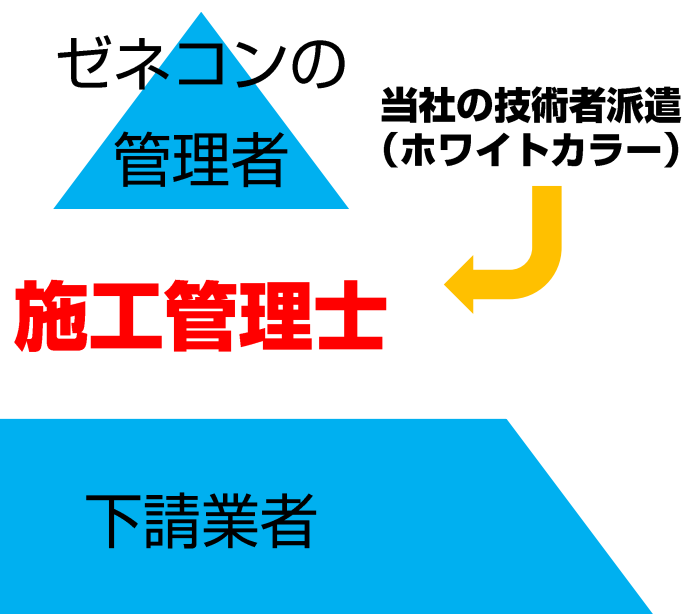 ゼネコンの
管理者
当社の技術者派遣
（ホワイトカラー）
施工管理士
下請業者